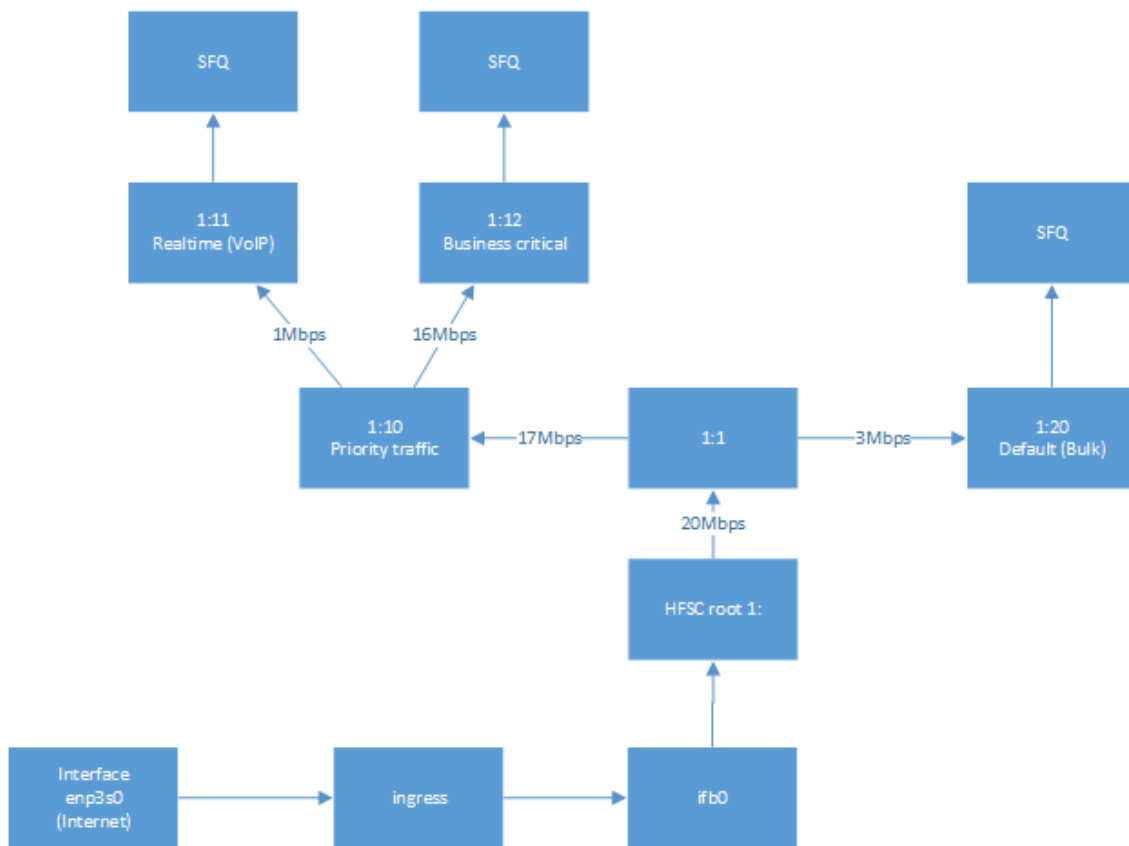 SFQ
SFQ
1:11
Realtime (VoIP)
1:12
Business critical
SFQ
1Mbps
16Mbps
1:10
Priority traffic
17Mbps
1:1
3Mbps
1:20
Default (Bulk)
20Mbps
HFSC root 1:
Interface
enp3s0
(Internet)
ingress
ifb0